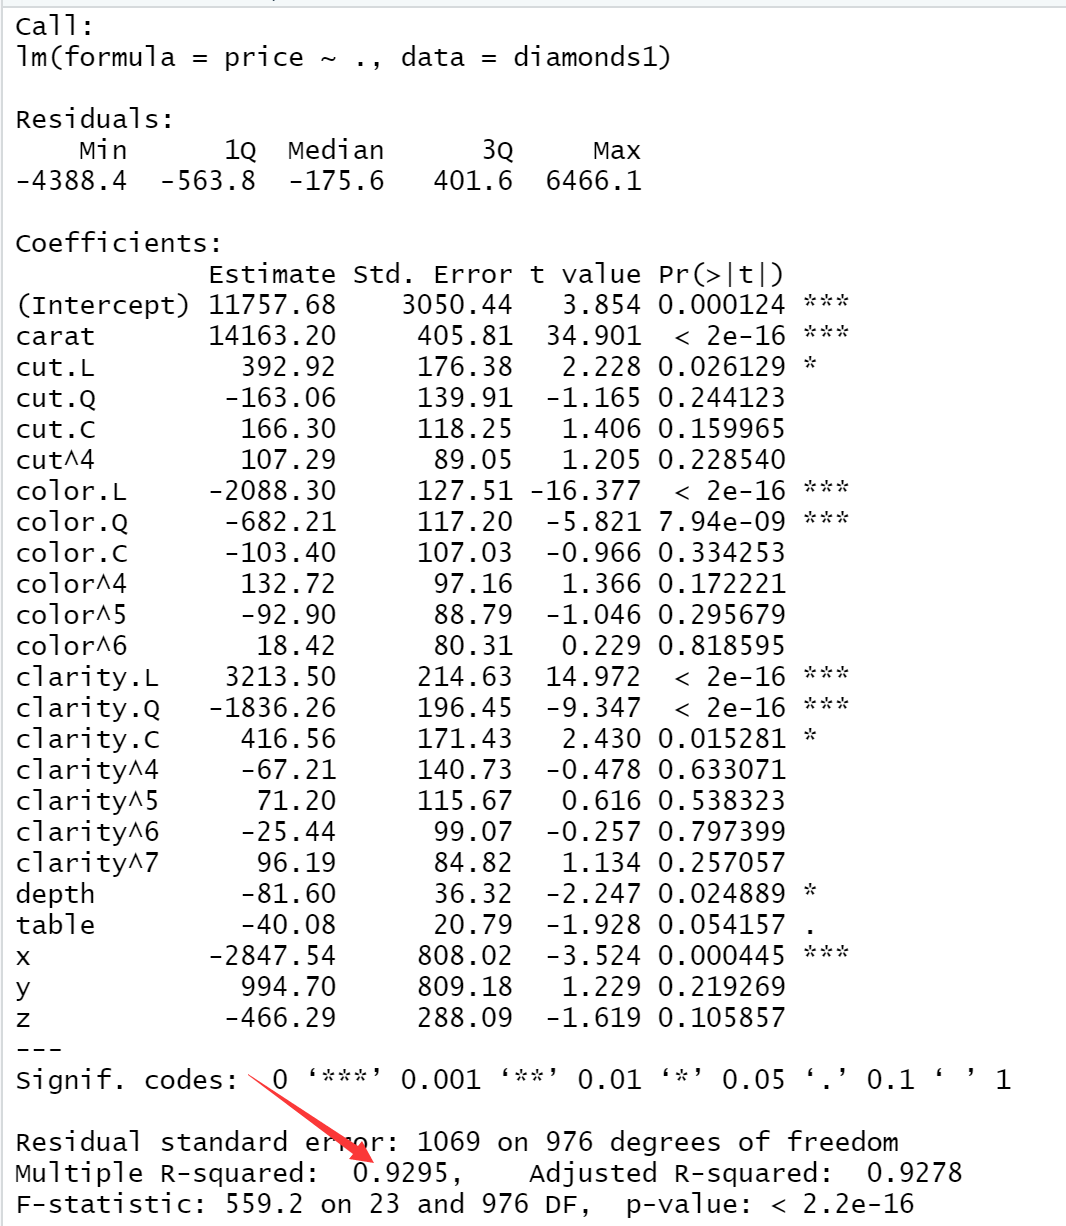 Call:
lm(formula = price ~ ., data = diamonds1)
Residuals:
    Min      1Q  Median      3Q     Max
-4388.4  -563.8  -175.6   401.6  6466.1
Coefficients:
            Estimate Std. Error t value Pr(>|t|)
(Intercept) 11757.68    3050.44   3.854 0.000124 ***
carat       14163.20     405.81  34.901  < 2e-16 ***
cut.L         392.92     176.38   2.228 0.026129 *
cut.Q        -163.06     139.91  -1.165 0.244123
cut.C         166.30     118.25   1.406 0.159965
cut^4         107.29      89.05   1.205 0.228540
color.L     -2088.30     127.51 -16.377  < 2e-16 ***
color.Q      -682.21     117.20  -5.821 7.94e-09 ***
color.C      -103.40     107.03  -0.966 0.334253
color^4       132.72      97.16   1.366 0.172221
color^5       -92.90      88.79  -1.046 0.295679
color^6        18.42      80.31   0.229 0.818595
clarity.L    3213.50     214.63  14.972  < 2e-16 ***
clarity.Q   -1836.26     196.45  -9.347  < 2e-16 ***
clarity.C     416.56     171.43   2.430 0.015281 *
clarity^4     -67.21     140.73  -0.478 0.633071
clarity^5      71.20     115.67   0.616 0.538323
clarity^6     -25.44      99.07  -0.257 0.797399
clarity^7      96.19      84.82   1.134 0.257057
depth         -81.60      36.32  -2.247 0.024889 *
table         -40.08      20.79  -1.928 0.054157 .
x           -2847.54     808.02  -3.524 0.000445 ***
y             994.70     809.18   1.229 0.219269
z            -466.29     288.09  -1.619 0.105857
---
Signif. codes:  0 ‘***’ 0.001 ‘**’ 0.01 ‘*’ 0.05 ‘.’ 0.1 ‘ ’ 1
Residual standard error: 1069 on 976 degrees of freedom
Multiple R-squared:  0.9295,    Adjusted R-squared:  0.9278
F-statistic: 559.2 on 23 and 976 DF,  p-value: < 2.2e-16